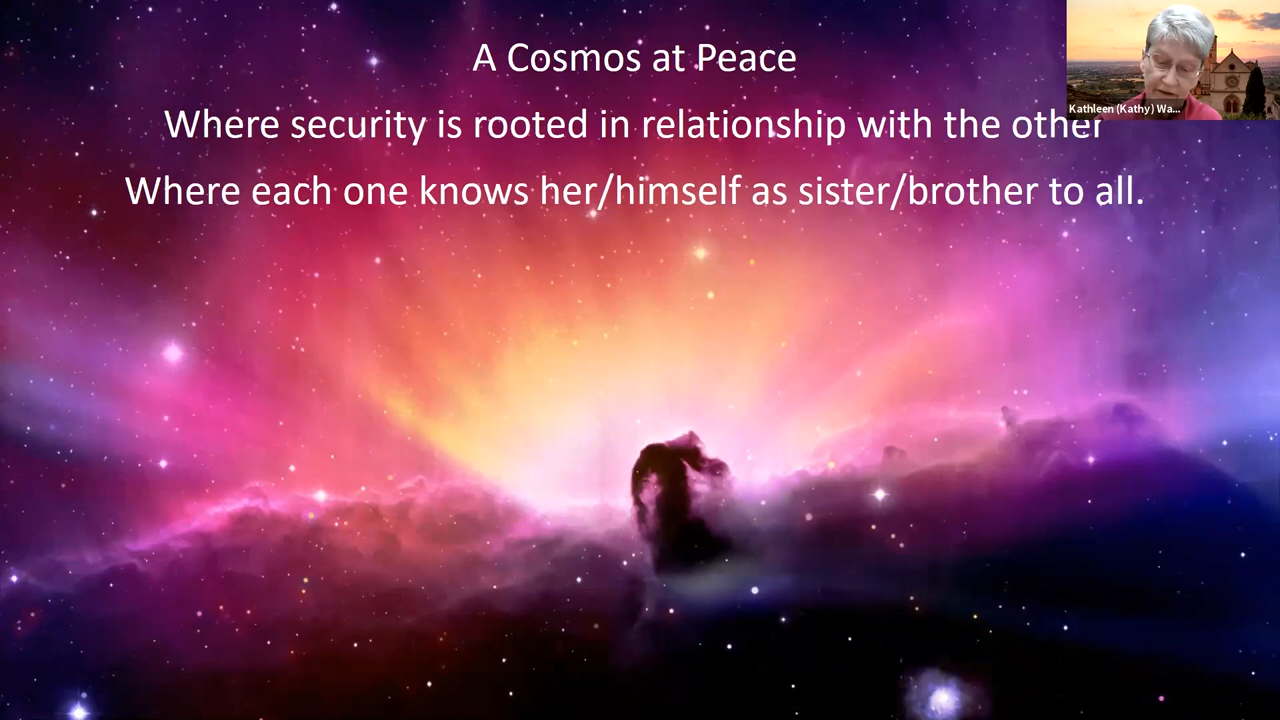 A Cosmos at Peace
Where security is rooted in relationship with the other
Where each one knows her/himself as sister/brother to all.
Kathleen (Kathy) Wa...